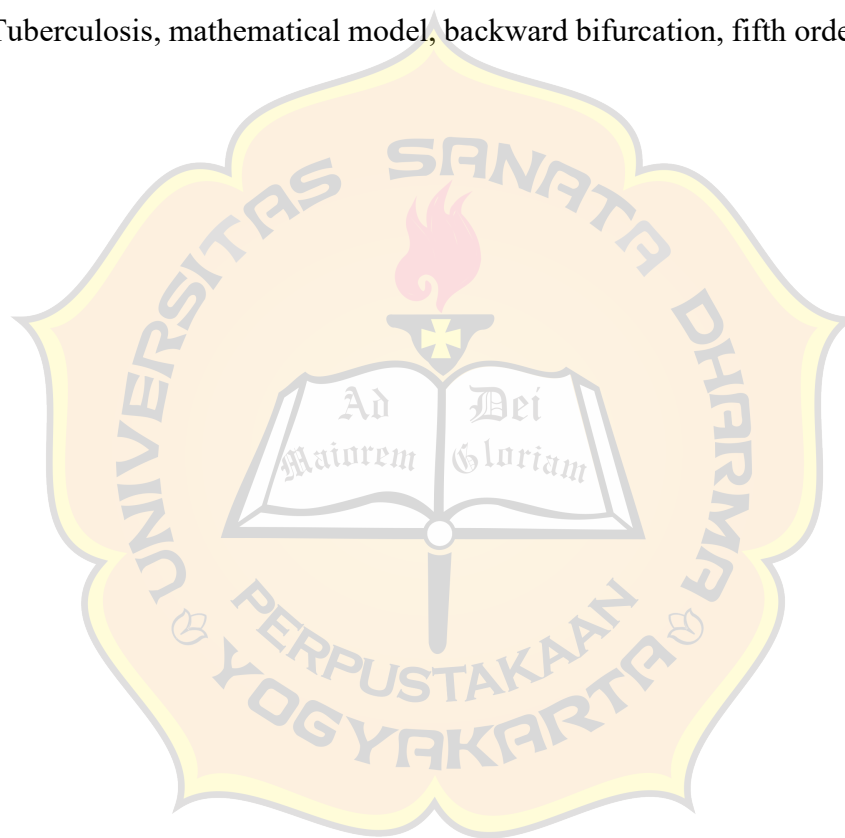 Tuberculosis, mathematical model, backward bifurcation, fifth orde
UNIVERSITAS SANATA DHARMA
Ad Dei
Maiorem Gloriam
PERPUSTAKAAN
YOGYAKARTA